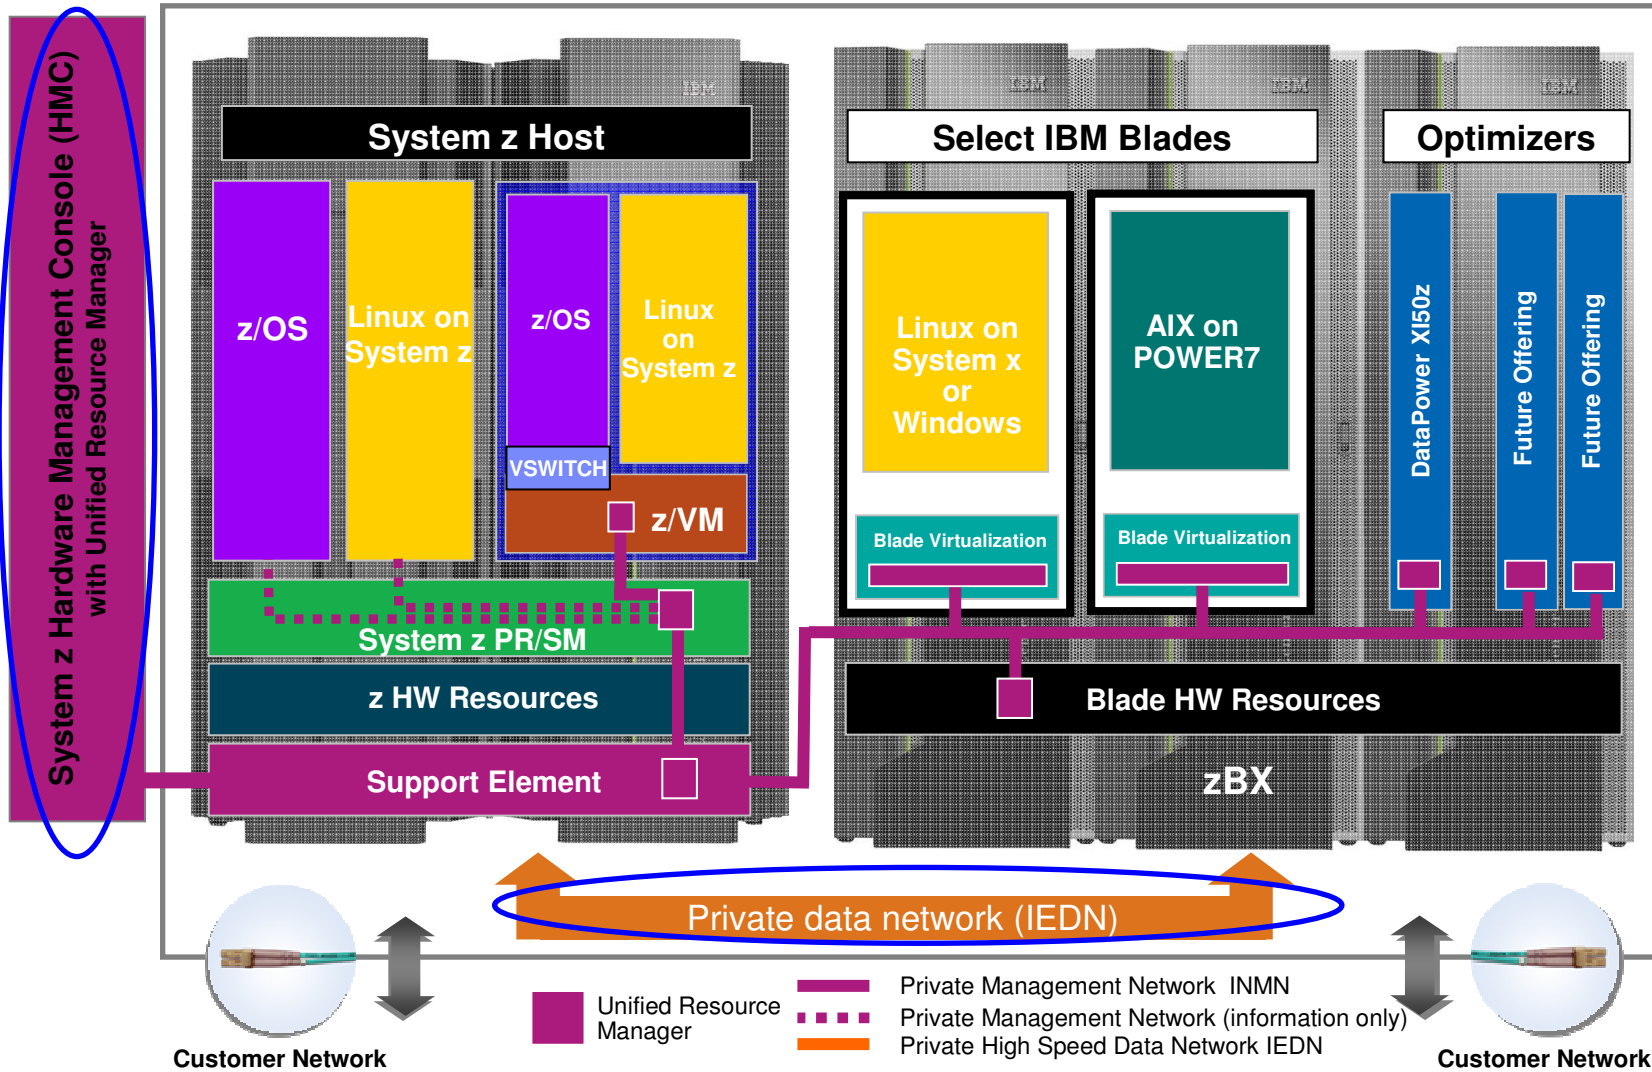 System z Hardware Management Console (HMC)
with Unified Resource Manager
IBM
IBM
IBM
IBM
System z Host
Select IBM Blades
Optimizers
z/OS
Linux on
System z
z/OS
Linux
on
System z
VSWITCH
z/VM
Linux on
System x
or
Windows
AIX on
POWER7
DataPower XI50z
Future Offering
Future Offering
Blade Virtualization
Blade Virtualization
System z PR/SM
z HW Resources
Blade HW Resources
Support Element
zBX
Private data network (IEDN)
Customer Network
Unified Resource
Manager
Private Management Network INMN
Private Management Network (information only)
Private High Speed Data Network IEDN
Customer Network